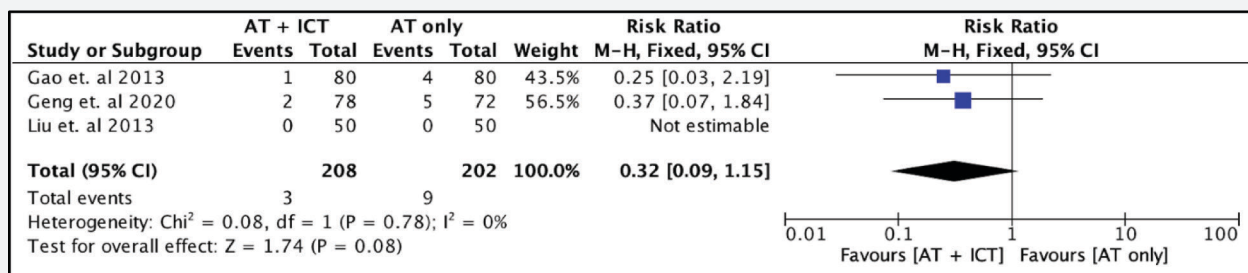 AT + ICT AT only Risk Ratio Risk Ratio
Study or Subgroup Events Total Events Total Weight M-H, Fixed, 95% CI M-H, Fixed, 95% CI
Gao et. al 2013 1 80 4 80 43.5% 0.25 [0.03, 2.19]
Geng et. al 2020 2 78 5 72 56.5% 0.37 [0.07, 1.84]
Liu et. al 2013 0 50 0 50 Not estimable
Total (95% CI) 208 202 100.0% 0.32 [0.09, 1.15]
Total events 3 9
Heterogeneity: Chi² = 0.08, df = 1 (P = 0.78); I² = 0%
Test for overall effect: Z = 1.74 (P = 0.08)
0.01 0.1 1 10 100
Favours [AT + ICT] Favours [AT only]